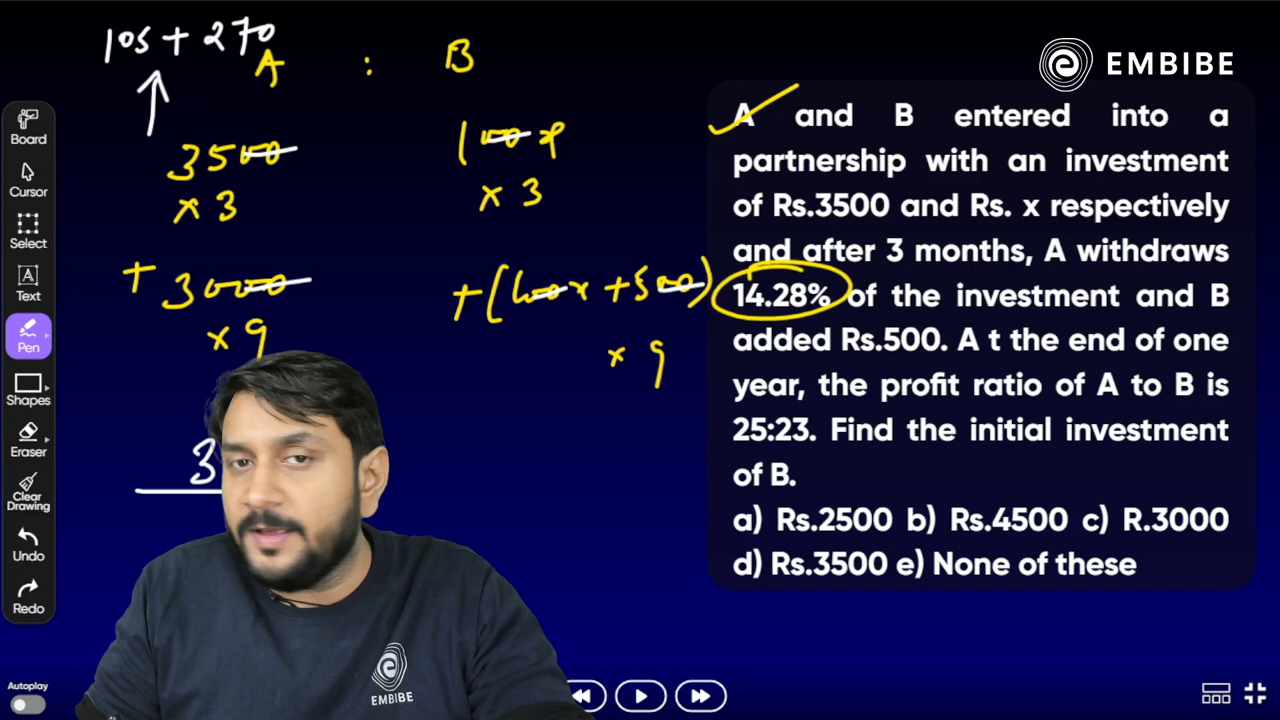 105 + 270
A : B
3500
x 3
100 x
x 3
+ 3000
x 9
+ (100x + 500)
x 9
3
EMBIBE
A and B entered into a
partnership with an investment
of Rs.3500 and Rs. x respectively
and after 3 months, A withdraws
14.28% of the investment and B
added Rs.500. A t the end of one
year, the profit ratio of A to B is
25:23. Find the initial investment
of B.
a) Rs.2500 b) Rs.4500 c) R.3000
d) Rs.3500 e) None of these
Board
Cursor
Select
Text
Pen
Shapes
Eraser
Clear
Drawing
Undo
Redo
Autoplay
EMBIBE